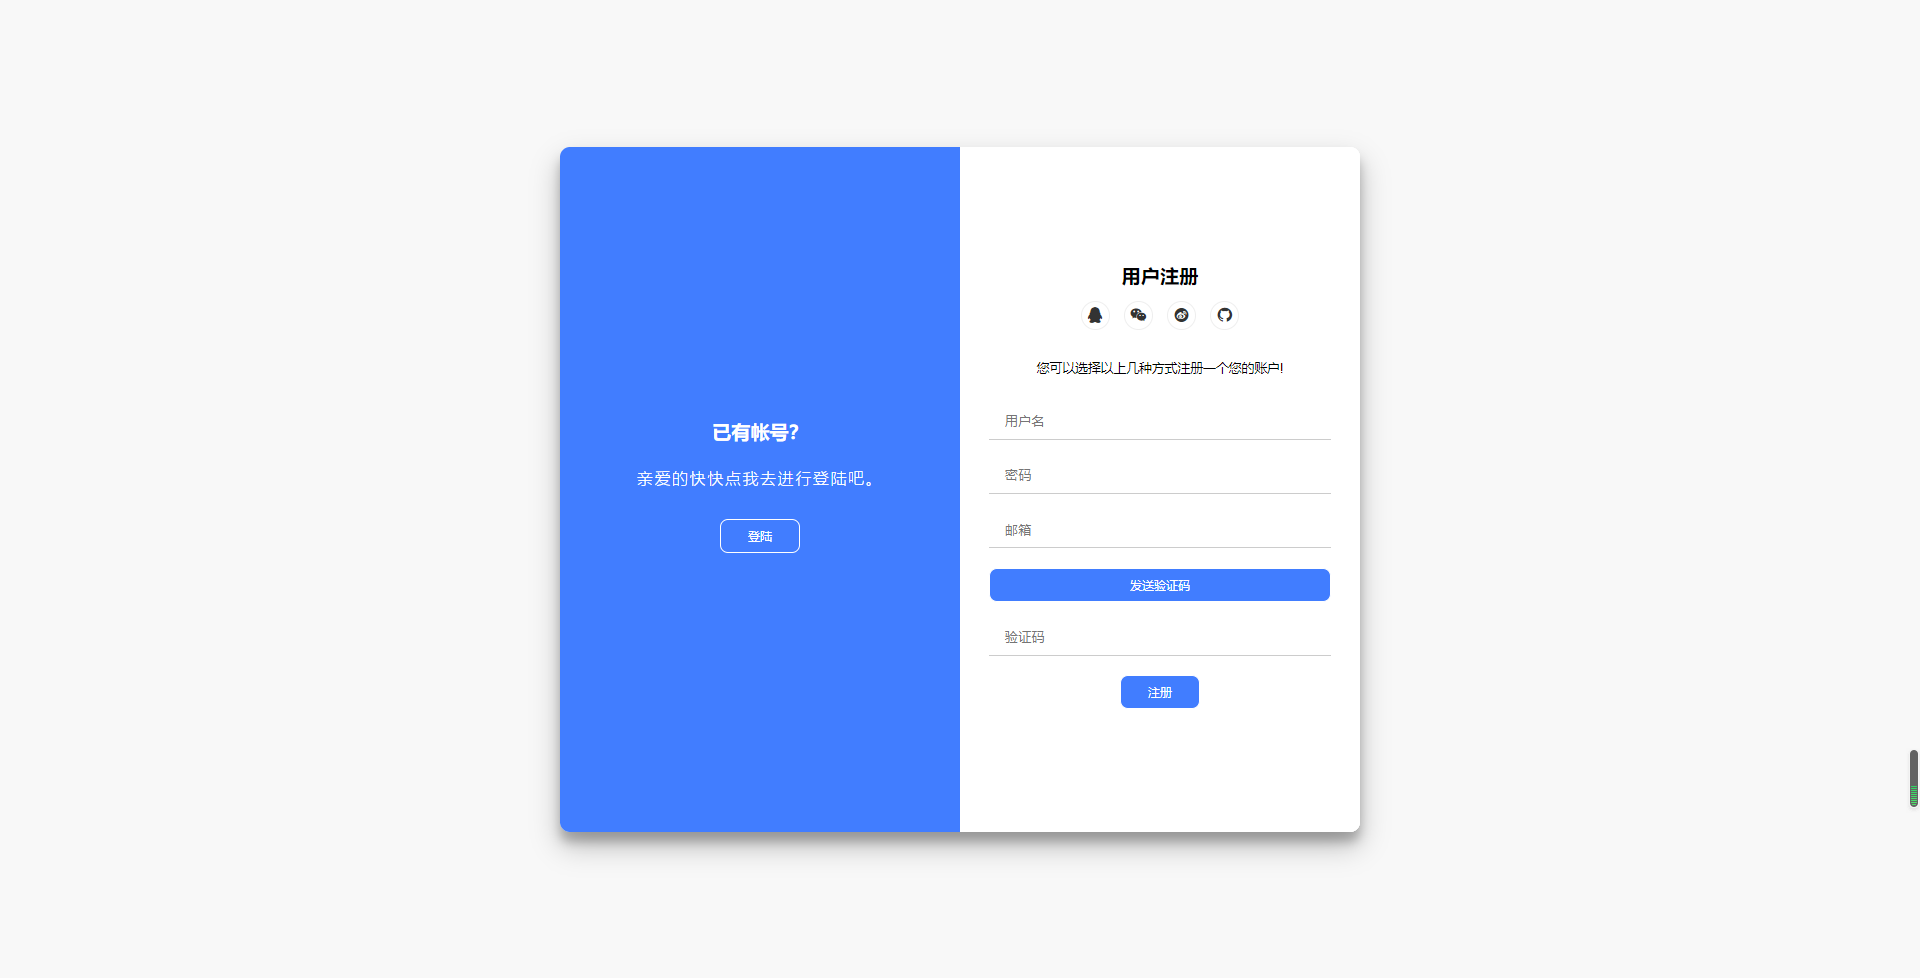 已有帐号?
亲爱的快快点我去进行登陆吧。
登陆
用户注册
您可以选择以上几种方式注册一个您的账户!
用户名
密码
邮箱
发送验证码
验证码
注册